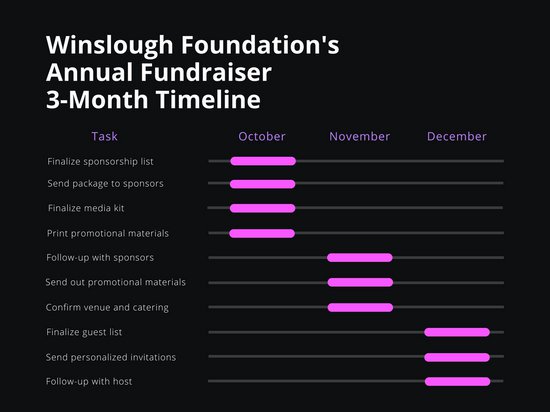 Winslough Foundation's
Annual Fundraiser
3-Month Timeline
Task October November December
Finalize sponsorship list
Send package to sponsors
Finalize media kit
Print promotional materials
Follow-up with sponsors
Send out promotional materials
Confirm venue and catering
Finalize guest list
Send personalized invitations
Follow-up with host